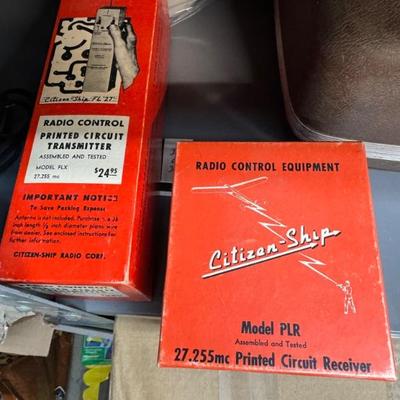 Citizen-Ship PL "27"
RADIO CONTROL
PRINTED CIRCUIT
TRANSMITTER
ASSEMBLED AND TESTED
MODEL PLX
27.255 mc
$24.95
IMPORTANT NOTICE
To Save Packing Expense
Antenna is not included. Purchase a 36
inch length of 1/8 inch diameter piano wire
from dealer. See enclosed instructions for
further information.
CITIZEN-SHIP RADIO CORP.
RADIO CONTROL EQUIPMENT
Citizen-Ship
Model PLR
Assembled and Tested
27.255mc Printed Circuit Receiver